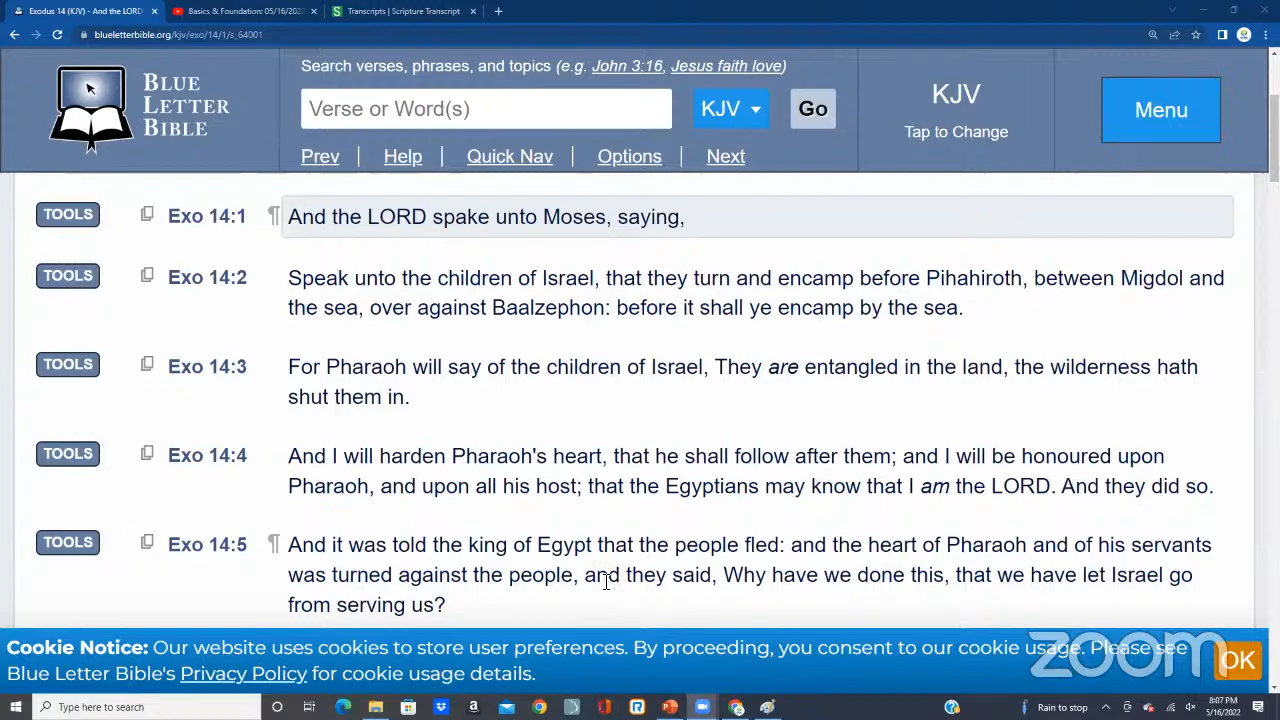 Exodus 14 (KJV) - And the LORD
Basics & Foundation: 05/16/2022
Transcripts | Scripture Transcript
blueletterbible.org/kjv/exo/14/1/s_64001
Search verses, phrases, and topics (e.g. John 3:16, Jesus faith love)
BLUE
LETTER
BIBLE
Verse or Word(s)
KJV
Go
KJV
Tap to Change
Menu
Prev
Help
Quick Nav
Options
Next
TOOLS Exo 14:1 ¶ And the LORD spake unto Moses, saying,
TOOLS Exo 14:2 Speak unto the children of Israel, that they turn and encamp before Pihahiroth, between Migdol and
the sea, over against Baalzephon: before it shall ye encamp by the sea.
TOOLS Exo 14:3 For Pharaoh will say of the children of Israel, They are entangled in the land, the wilderness hath
shut them in.
TOOLS Exo 14:4 And I will harden Pharaoh's heart, that he shall follow after them; and I will be honoured upon
Pharaoh, and upon all his host; that the Egyptians may know that I am the LORD. And they did so.
TOOLS Exo 14:5 ¶ And it was told the king of Egypt that the people fled: and the heart of Pharaoh and of his servants
was turned against the people, and they said, Why have we done this, that we have let Israel go
from serving us?
Cookie Notice: Our website uses cookies to store user preferences. By proceeding, you consent to our cookie usage. Please see
Blue Letter Bible's Privacy Policy for cookie usage details.
OK
zoom
Type here to search
Rain to stop
8:07 PM
5/16/2022